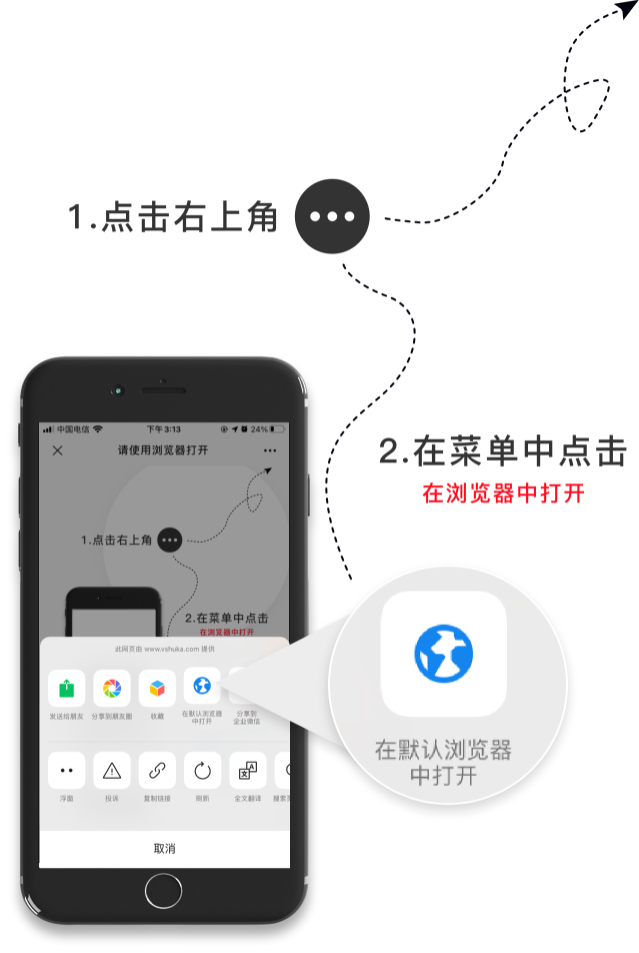 1.点击右上角
2.在菜单中点击
在浏览器中打开
中国电信
下午3:13
24%
请使用浏览器打开
1.点击右上角
2.在菜单中点击
在浏览器中打开
此网页由 www.vshuka.com 提供
发送给朋友
分享到朋友圈
收藏
在默认浏览器
中打开
分享到
企业微信
浮窗
投诉
复制链接
刷新
全文翻译
取消
在默认浏览器
中打开